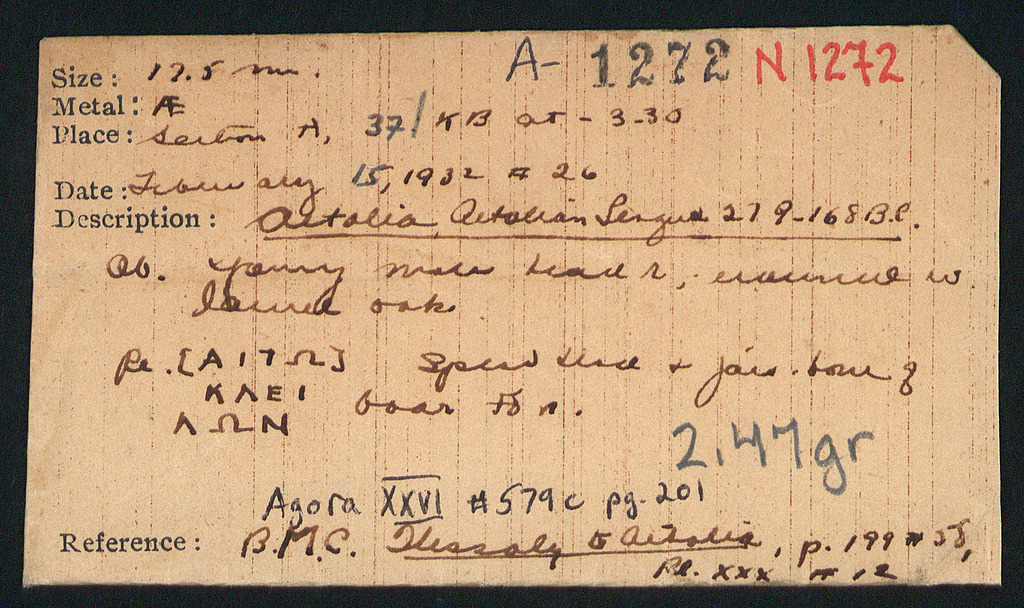 A- 1272 N 1272
Size: 17.5 mm.
Metal: Æ
Place: Section A, 37/ KB at - 3-30
Date: February 15, 1932 # 26
Description: Aetolia, Aetolian League 279-168 B.C.
Ob. Young male head r., crowned w.
laurel oak
Re. [ΑΙΤΩ] Spear head + jaw-bone of
ΚΛΕΙ boar to r.
ΛΩΝ
2.47gr
Agora XXVI #579c pg. 201
Reference: B.M.C. Thessaly to Aetolia, p. 199 # 58,
Pl. XXX # 12